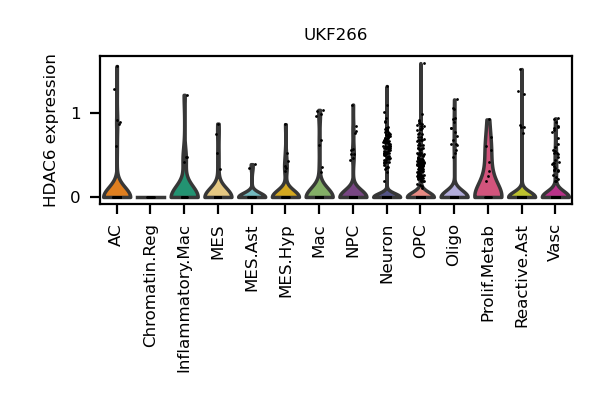 UKF266
HDAC6 expression
1
0
AC
Chromatin.Reg
Inflammatory.Mac
MES
MES.Ast
MES.Hyp
Mac
NPC
Neuron
OPC
Oligo
Prolif.Metab
Reactive.Ast
Vasc